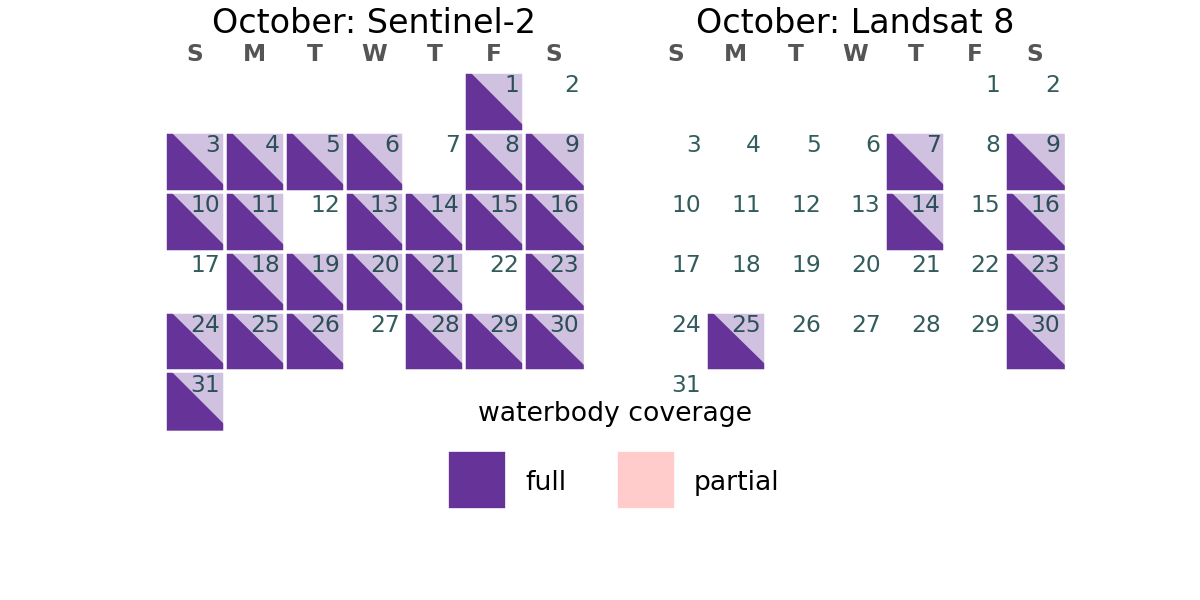 October: Sentinel-2
S M T W T F S
1 2
3 4 5 6 7 8 9
10 11 12 13 14 15 16
17 18 19 20 21 22 23
24 25 26 27 28 29 30
31
October: Landsat 8
S M T W T F S
1 2
3 4 5 6 7 8 9
10 11 12 13 14 15 16
17 18 19 20 21 22 23
24 25 26 27 28 29 30
31
waterbody coverage
full partial